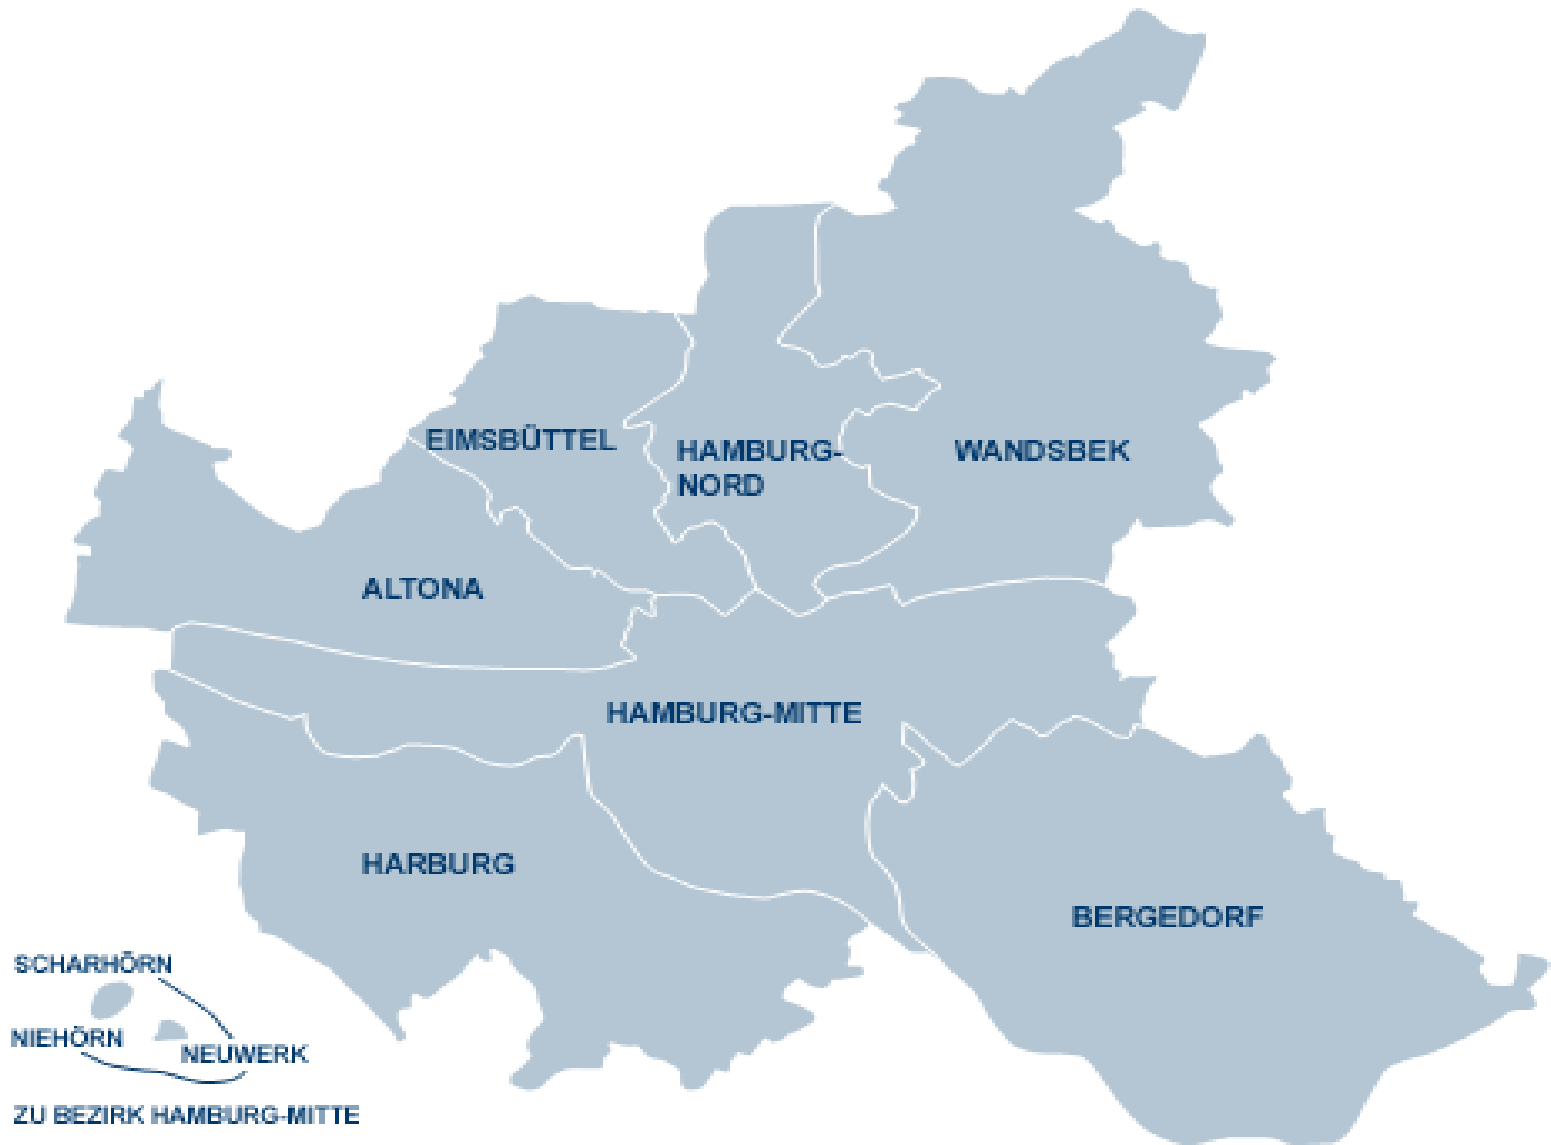 EIMSBÜTTEL
HAMBURG-
NORD
WANDSBEK
ALTONA
HAMBURG-MITTE
HARBURG
BERGEDORF
SCHARHÖRN
NIEHÖRN
NEUWERK
ZU BEZIRK HAMBURG-MITTE